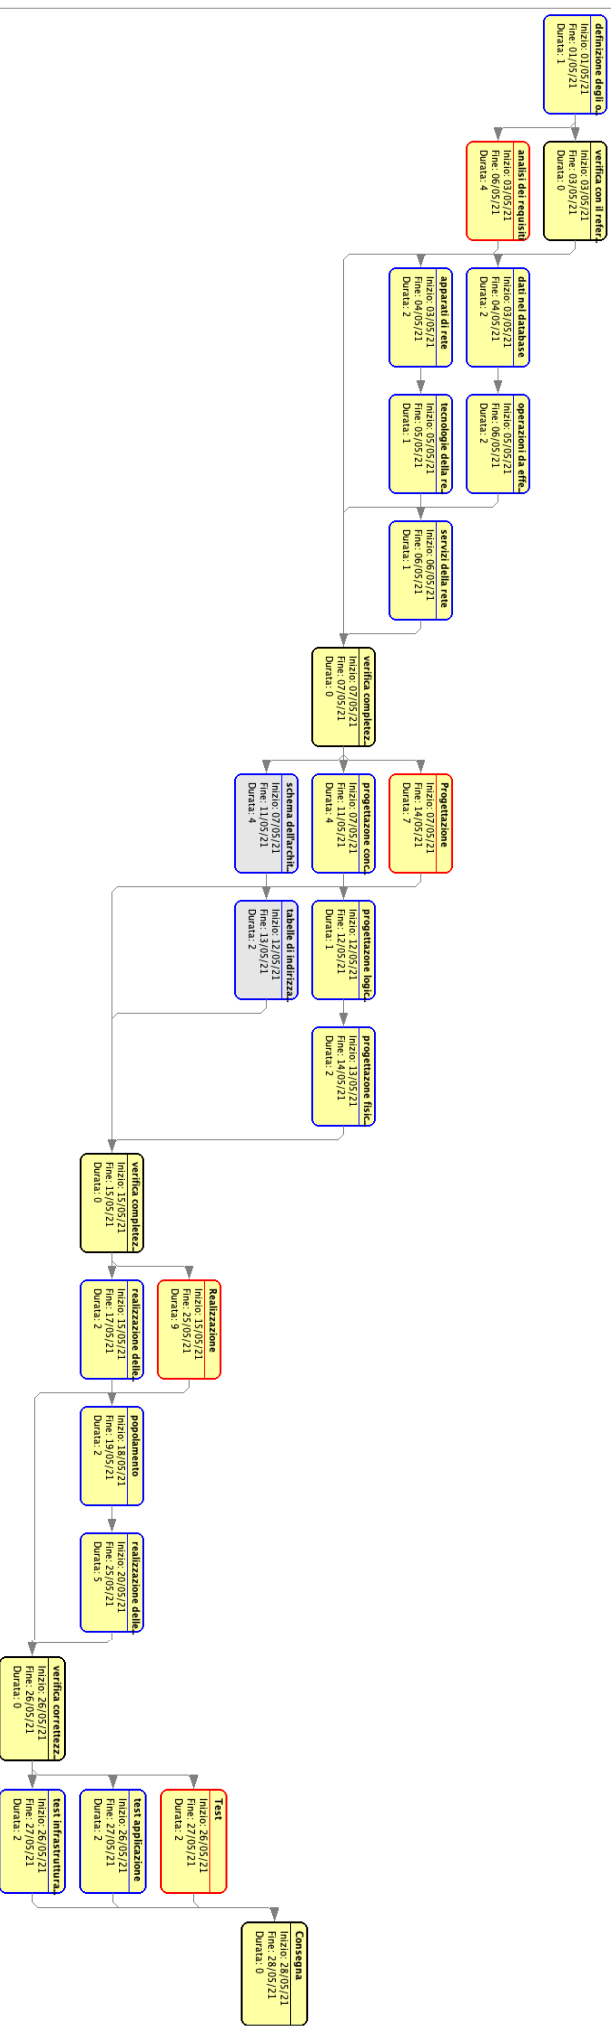 definizione degli o..
Inizio: 01/05/21
Fine: 01/05/21
Durata: 1
verifica con il refer..
Inizio: 03/05/21
Fine: 03/05/21
Durata: 0
analisi dei requisiti
Inizio: 03/05/21
Fine: 06/05/21
Durata: 4
dati nel database
Inizio: 03/05/21
Fine: 04/05/21
Durata: 2
apparati di rete
Inizio: 03/05/21
Fine: 04/05/21
Durata: 2
operazioni da effe..
Inizio: 05/05/21
Fine: 06/05/21
Durata: 2
tecnologie della re..
Inizio: 05/05/21
Fine: 05/05/21
Durata: 1
servizi della rete
Inizio: 06/05/21
Fine: 06/05/21
Durata: 1
verifica completez..
Inizio: 07/05/21
Fine: 07/05/21
Durata: 0
Progettazione
Inizio: 07/05/21
Fine: 14/05/21
Durata: 7
progettazone conc..
Inizio: 07/05/21
Fine: 11/05/21
Durata: 4
schema dell'archit..
Inizio: 07/05/21
Fine: 11/05/21
Durata: 4
progettazone logic..
Inizio: 12/05/21
Fine: 12/05/21
Durata: 1
tabelle di indirizza..
Inizio: 12/05/21
Fine: 13/05/21
Durata: 2
progettazone fisic..
Inizio: 13/05/21
Fine: 14/05/21
Durata: 2
verifica completez..
Inizio: 15/05/21
Fine: 15/05/21
Durata: 0
Realizzazione
Inizio: 15/05/21
Fine: 25/05/21
Durata: 9
realizzazione delle..
Inizio: 15/05/21
Fine: 17/05/21
Durata: 2
popolamento
Inizio: 18/05/21
Fine: 19/05/21
Durata: 2
realizzazione delle..
Inizio: 20/05/21
Fine: 25/05/21
Durata: 5
verifica correttezz..
Inizio: 26/05/21
Fine: 26/05/21
Durata: 0
Test
Inizio: 26/05/21
Fine: 27/05/21
Durata: 2
test applicazione
Inizio: 26/05/21
Fine: 27/05/21
Durata: 2
test infrastruttura..
Inizio: 26/05/21
Fine: 27/05/21
Durata: 2
Consegna
Inizio: 28/05/21
Fine: 28/05/21
Durata: 0